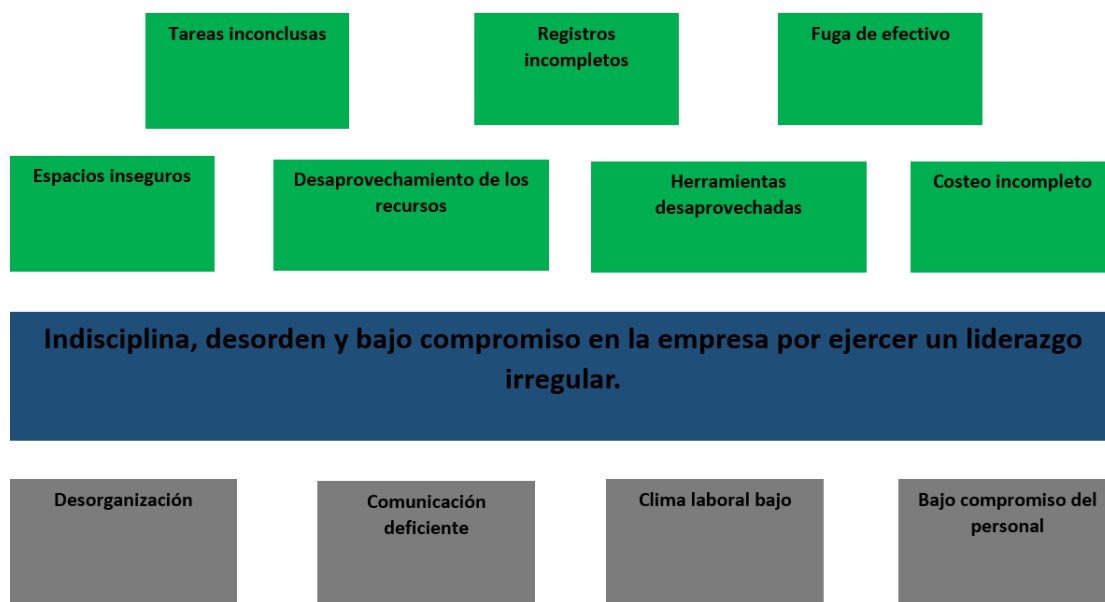 Tareas inconclusas
Registros
incompletos
Fuga de efectivo
Espacios inseguros
Desaprovechamiento de los
recursos
Herramientas
desaprovechadas
Costeo incompleto
Indisciplina, desorden y bajo compromiso en la empresa por ejercer un liderazgo
irregular.
Desorganización
Comunicación
deficiente
Clima laboral bajo
Bajo compromiso del
personal